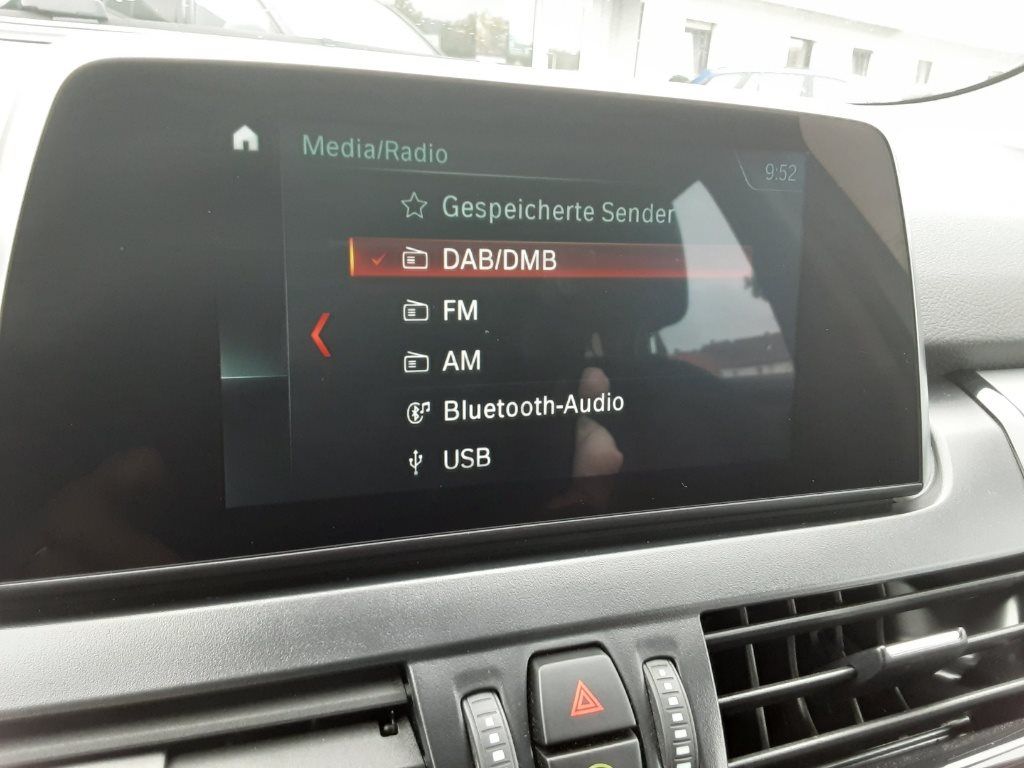 Media/Radio
9:52
Gespeicherte Sender
DAB/DMB
FM
AM
Bluetooth-Audio
USB